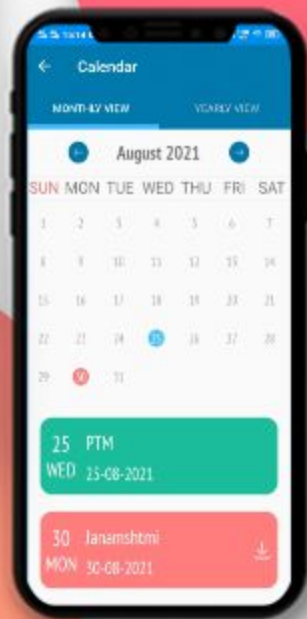 Calendar
MONTHLY VIEW YEARLY VIEW
August 2021
SUN MON TUE WED THU FRI SAT
1 2 3 4 5 6 7
8 9 10 11 12 13 14
15 16 17 18 19 20 21
22 23 24 25 26 27 28
29 30 31
25 PTM
WED 25-08-2021
30 Janamshtmi
MON 30-08-2021